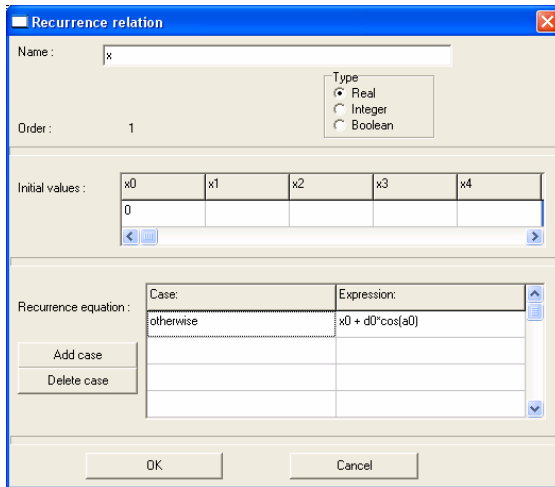 Recurrence relation
Name :
x
Type
Real
Integer
Boolean
Order :
1
Initial values :
x0 x1 x2 x3 x4
0
Recurrence equation :
Case: Expression:
otherwise x0 + d0*cos(a0)
Add case
Delete case
OK Cancel